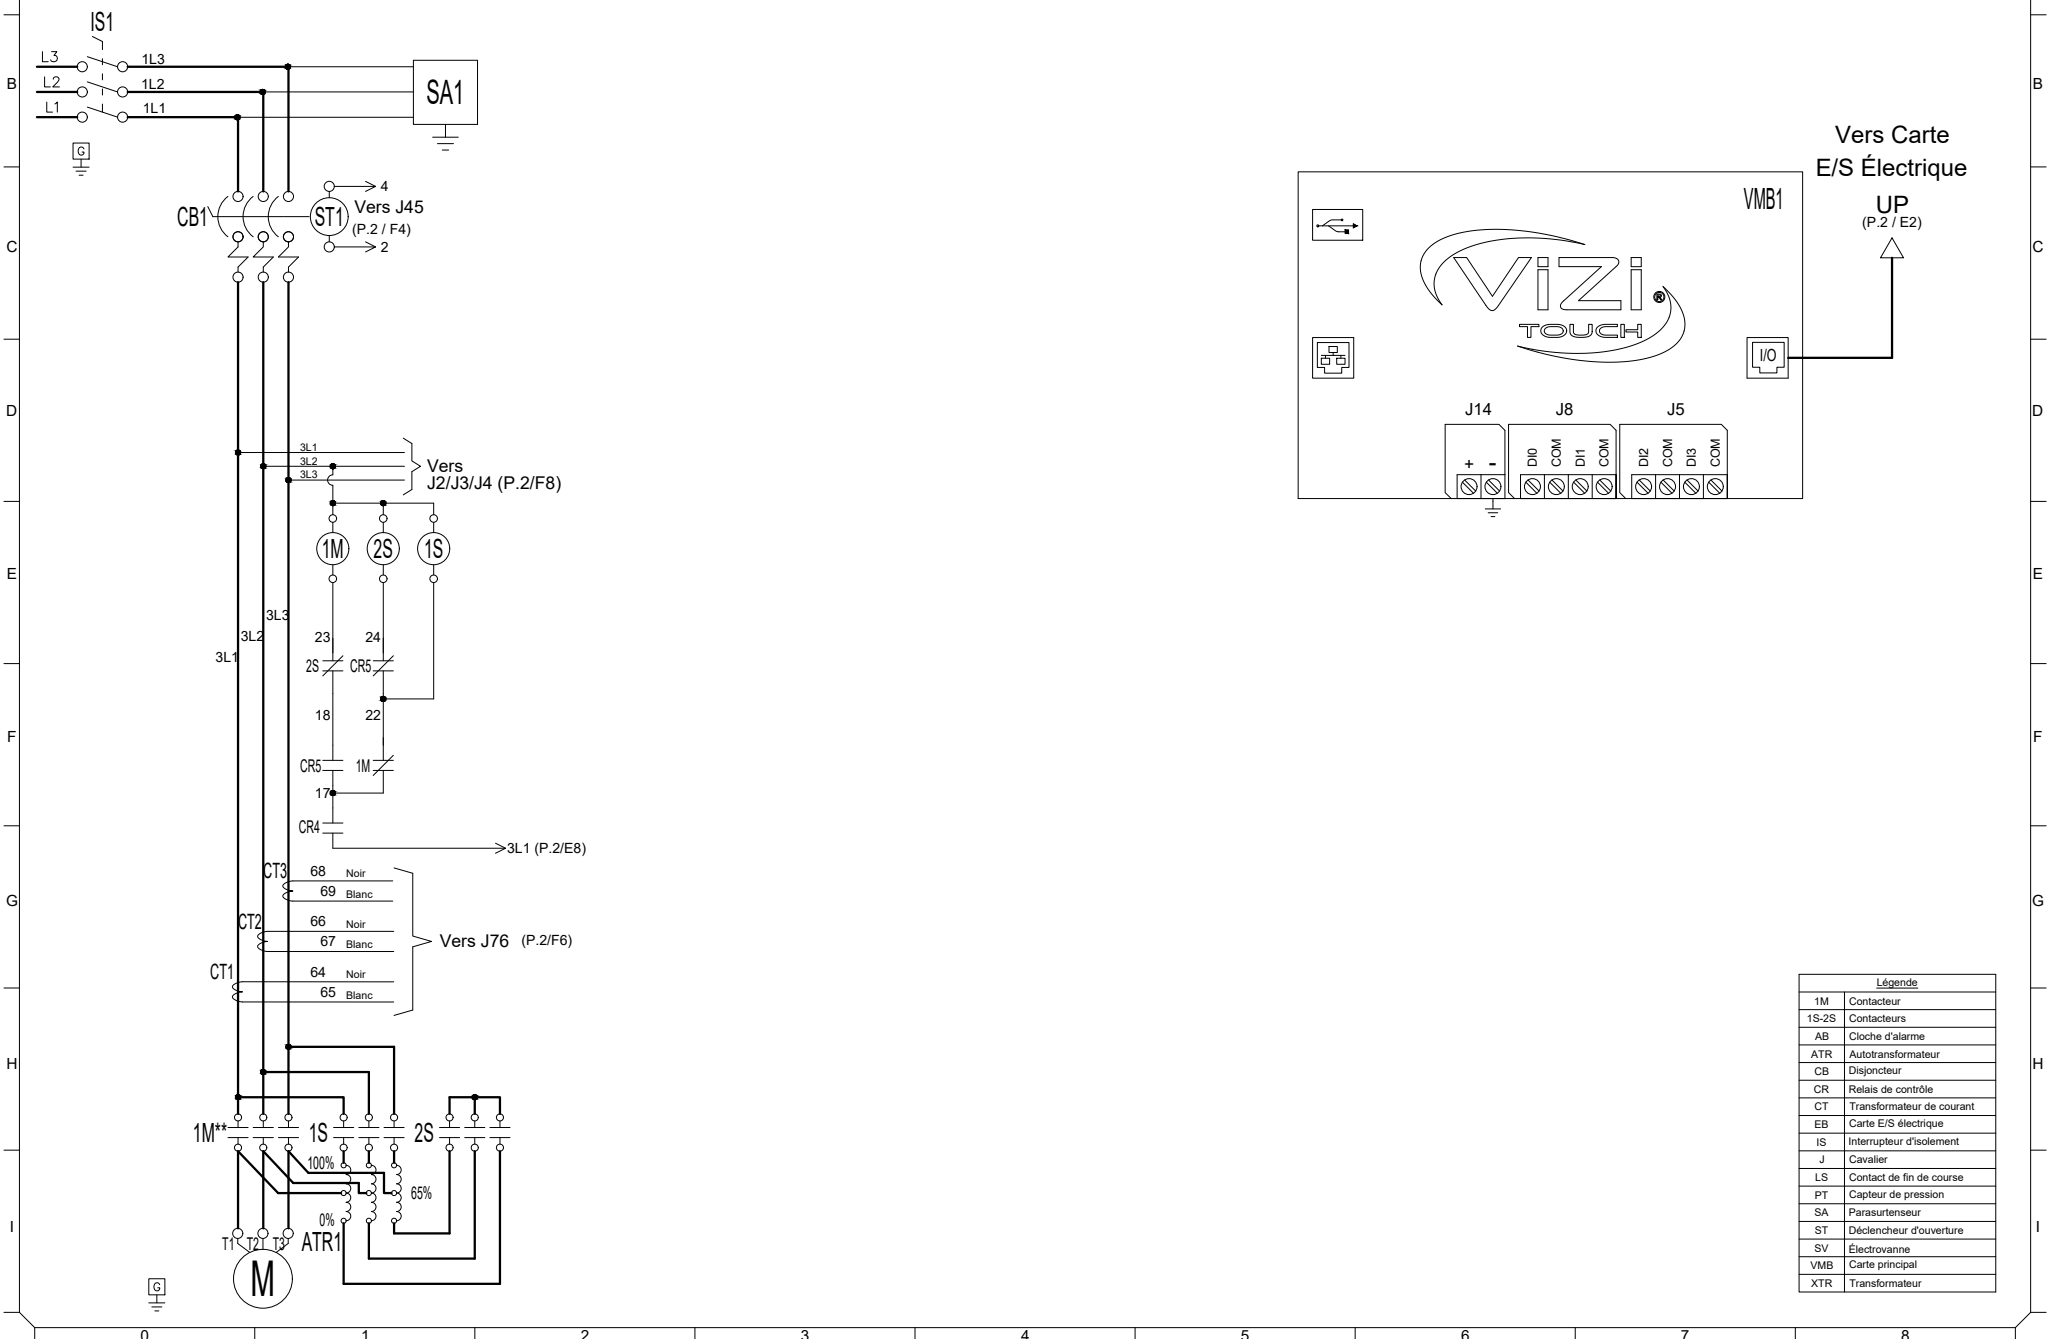 IS1
L3
1L3
L2
1L2
L1
1L1
SA1
G
B
B
CB1
ST1
4
Vers J45
(P.2 / F4)
2
C
C
Vers Carte
E/S Électrique
UP
(P.2 / E2)
VMB1
ViZi
®
TOUCH
I/O
D
D
J14
J8
J5
+
-
DI0
COM
DI1
COM
DI2
COM
DI3
COM
3L1
3L2
3L3
Vers
J2/J3/J4 (P.2/F8)
1M
2S
1S
E
E
3L3
3L2
3L1
23
24
2S
CR5
18
22
F
F
CR5
1M
17
CR4
3L1 (P.2/E8)
CT3
68
Noir
69
Blanc
G
G
CT2
66
Noir
67
Blanc
Vers J76
(P.2/F6)
CT1
64
Noir
65
Blanc
H
H
1M**
1S
2S
100%
65%
0%
ATR1
I
I
T1
T2
T3
M
G
Légende
1M Contacteur
1S-2S Contacteurs
AB Cloche d'alarme
ATR Autotransformateur
CB Disjoncteur
CR Relais de contrôle
CT Transformateur de courant
EB Carte E/S électrique
IS Interrupteur d'isolement
J Cavalier
LS Contact de fin de course
PT Capteur de pression
SA Parasurtenseur
ST Déclencheur d'ouverture
SV Électrovanne
VMB Carte principal
XTR Transformateur
0
1
2
3
4
5
6
7
8